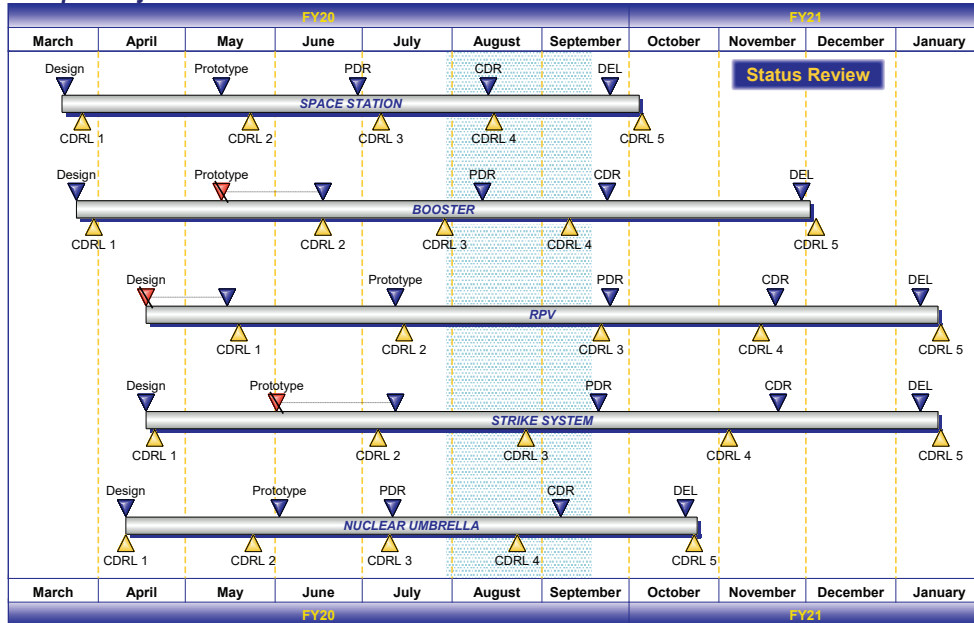 FY20 FY21
March April May June July August September October November December January
Status Review
Design Prototype PDR CDR DEL
SPACE STATION
CDRL 1 CDRL 2 CDRL 3 CDRL 4 CDRL 5
Design Prototype PDR CDR DEL
BOOSTER
CDRL 1 CDRL 2 CDRL 3 CDRL 4 CDRL 5
Design Prototype PDR CDR DEL
RPV
CDRL 1 CDRL 2 CDRL 3 CDRL 4 CDRL 5
Design Prototype PDR CDR DEL
STRIKE SYSTEM
CDRL 1 CDRL 2 CDRL 3 CDRL 4 CDRL 5
Design Prototype PDR CDR DEL
NUCLEAR UMBRELLA
CDRL 1 CDRL 2 CDRL 3 CDRL 4 CDRL 5
March April May June July August September October November December January
FY20 FY21